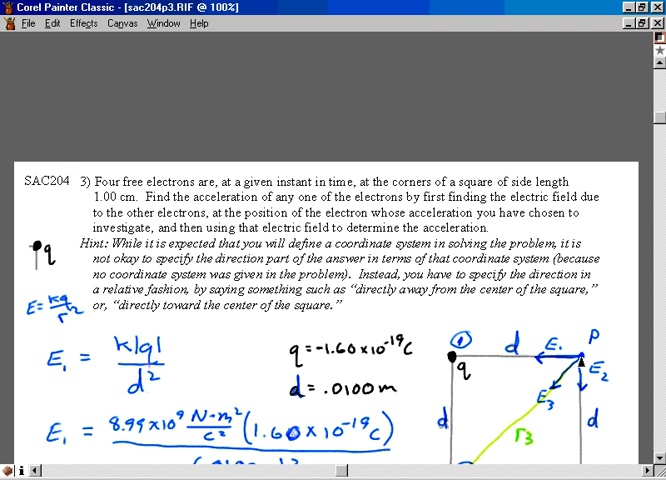 Corel Painter Classic - [sac204p3.RIF @ 100%]
File Edit Effects Canvas Window Help
SAC204 3) Four free electrons are, at a given instant in time, at the corners of a square of side length
1.00 cm. Find the acceleration of any one of the electrons by first finding the electric field due
to the other electrons, at the position of the electron whose acceleration you have chosen to
investigate, and then using that electric field to determine the acceleration.
Hint: While it is expected that you will define a coordinate system in solving the problem, it is
not okay to specify the direction part of the answer in terms of that coordinate system (because
no coordinate system was given in the problem). Instead, you have to specify the direction in
a relative fashion, by saying something such as “directly away from the center of the square,”
or, “directly toward the center of the square.”
q
E = kq/r²
E₁ = k|q|/d²
q = -1.60 × 10⁻¹⁹ C
d = .0100 m
E₁ = 8.99 × 10⁹ N·m²/C² (1.60 × 10⁻¹⁹ C)
① d E₁ P
q E₂
E₃
d r₃ d